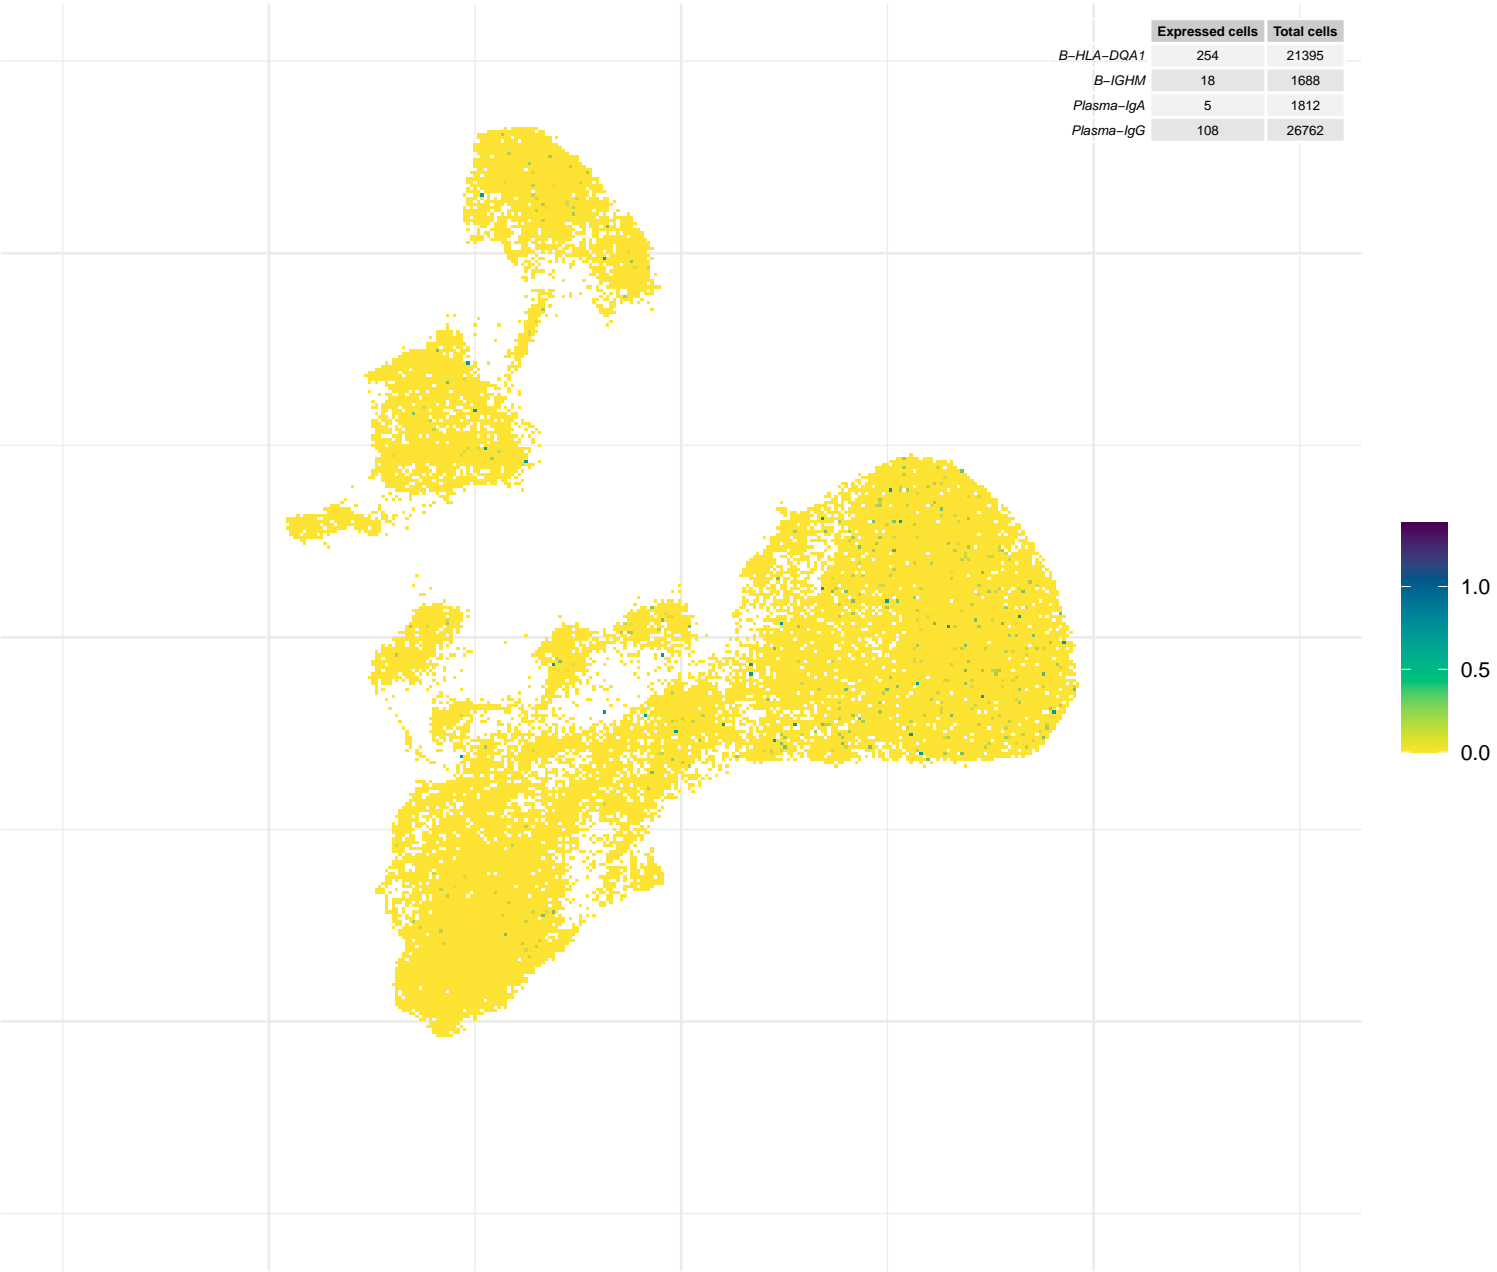 Expressed cells Total cells
B−HLA−DQA1 254 21395
B−IGHM 18 1688
Plasma−IgA 5 1812
Plasma−IgG 108 26762
1.0
0.5
0.0